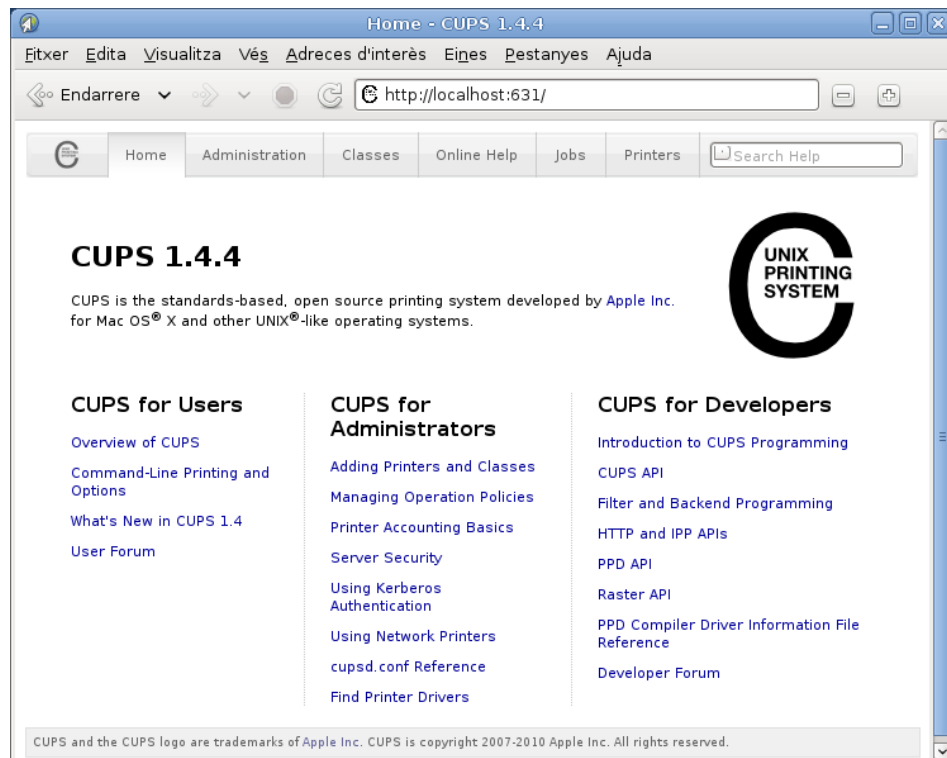 Home - CUPS 1.4.4
Fitxer Edita Visualitza Vés Adreces d'interès Eines Pestanyes Ajuda
Endarrere http://localhost:631/
Home Administration Classes Online Help Jobs Printers Search Help
UNIX
PRINTING
SYSTEM
CUPS 1.4.4
CUPS is the standards-based, open source printing system developed by Apple Inc.
for Mac OS® X and other UNIX®-like operating systems.
CUPS for Users
Overview of CUPS
Command-Line Printing and
Options
What's New in CUPS 1.4
User Forum
CUPS for
Administrators
Adding Printers and Classes
Managing Operation Policies
Printer Accounting Basics
Server Security
Using Kerberos
Authentication
Using Network Printers
cupsd.conf Reference
Find Printer Drivers
CUPS for Developers
Introduction to CUPS Programming
CUPS API
Filter and Backend Programming
HTTP and IPP APIs
PPD API
Raster API
PPD Compiler Driver Information File
Reference
Developer Forum
CUPS and the CUPS logo are trademarks of Apple Inc. CUPS is copyright 2007-2010 Apple Inc. All rights reserved.